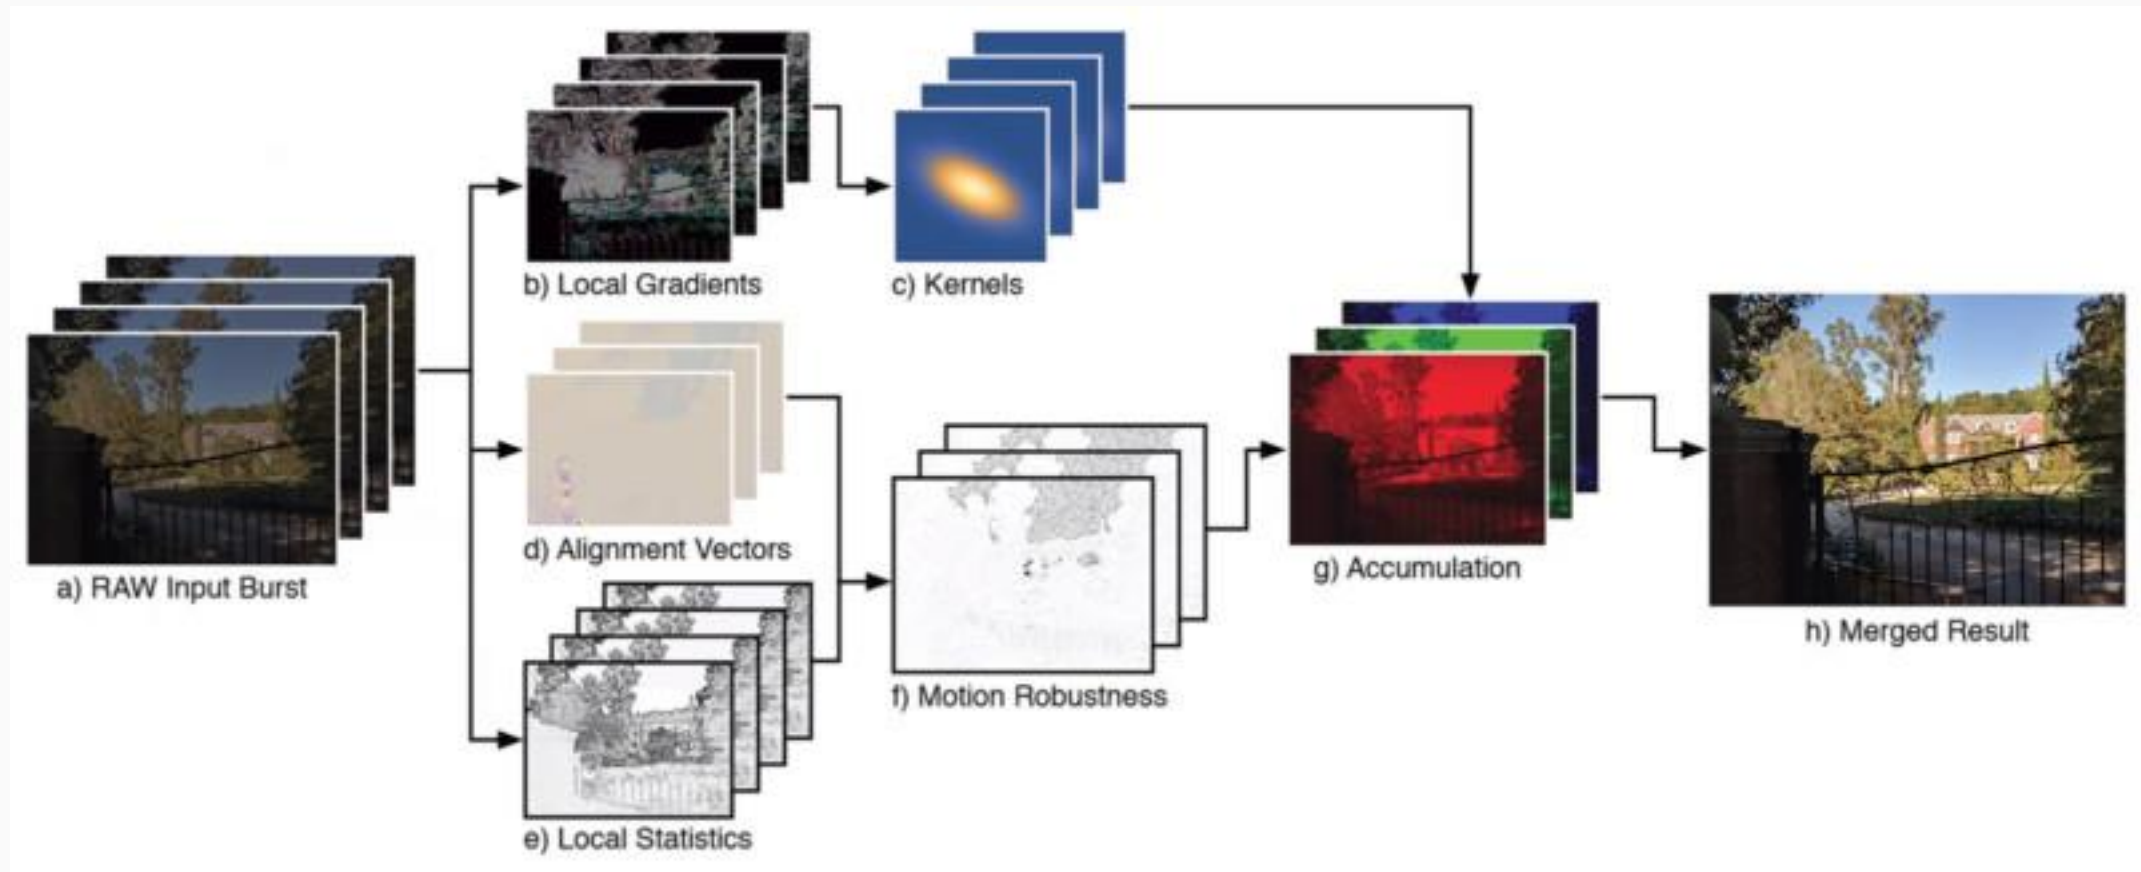 a) RAW Input Burst
b) Local Gradients
c) Kernels
d) Alignment Vectors
e) Local Statistics
f) Motion Robustness
g) Accumulation
h) Merged Result